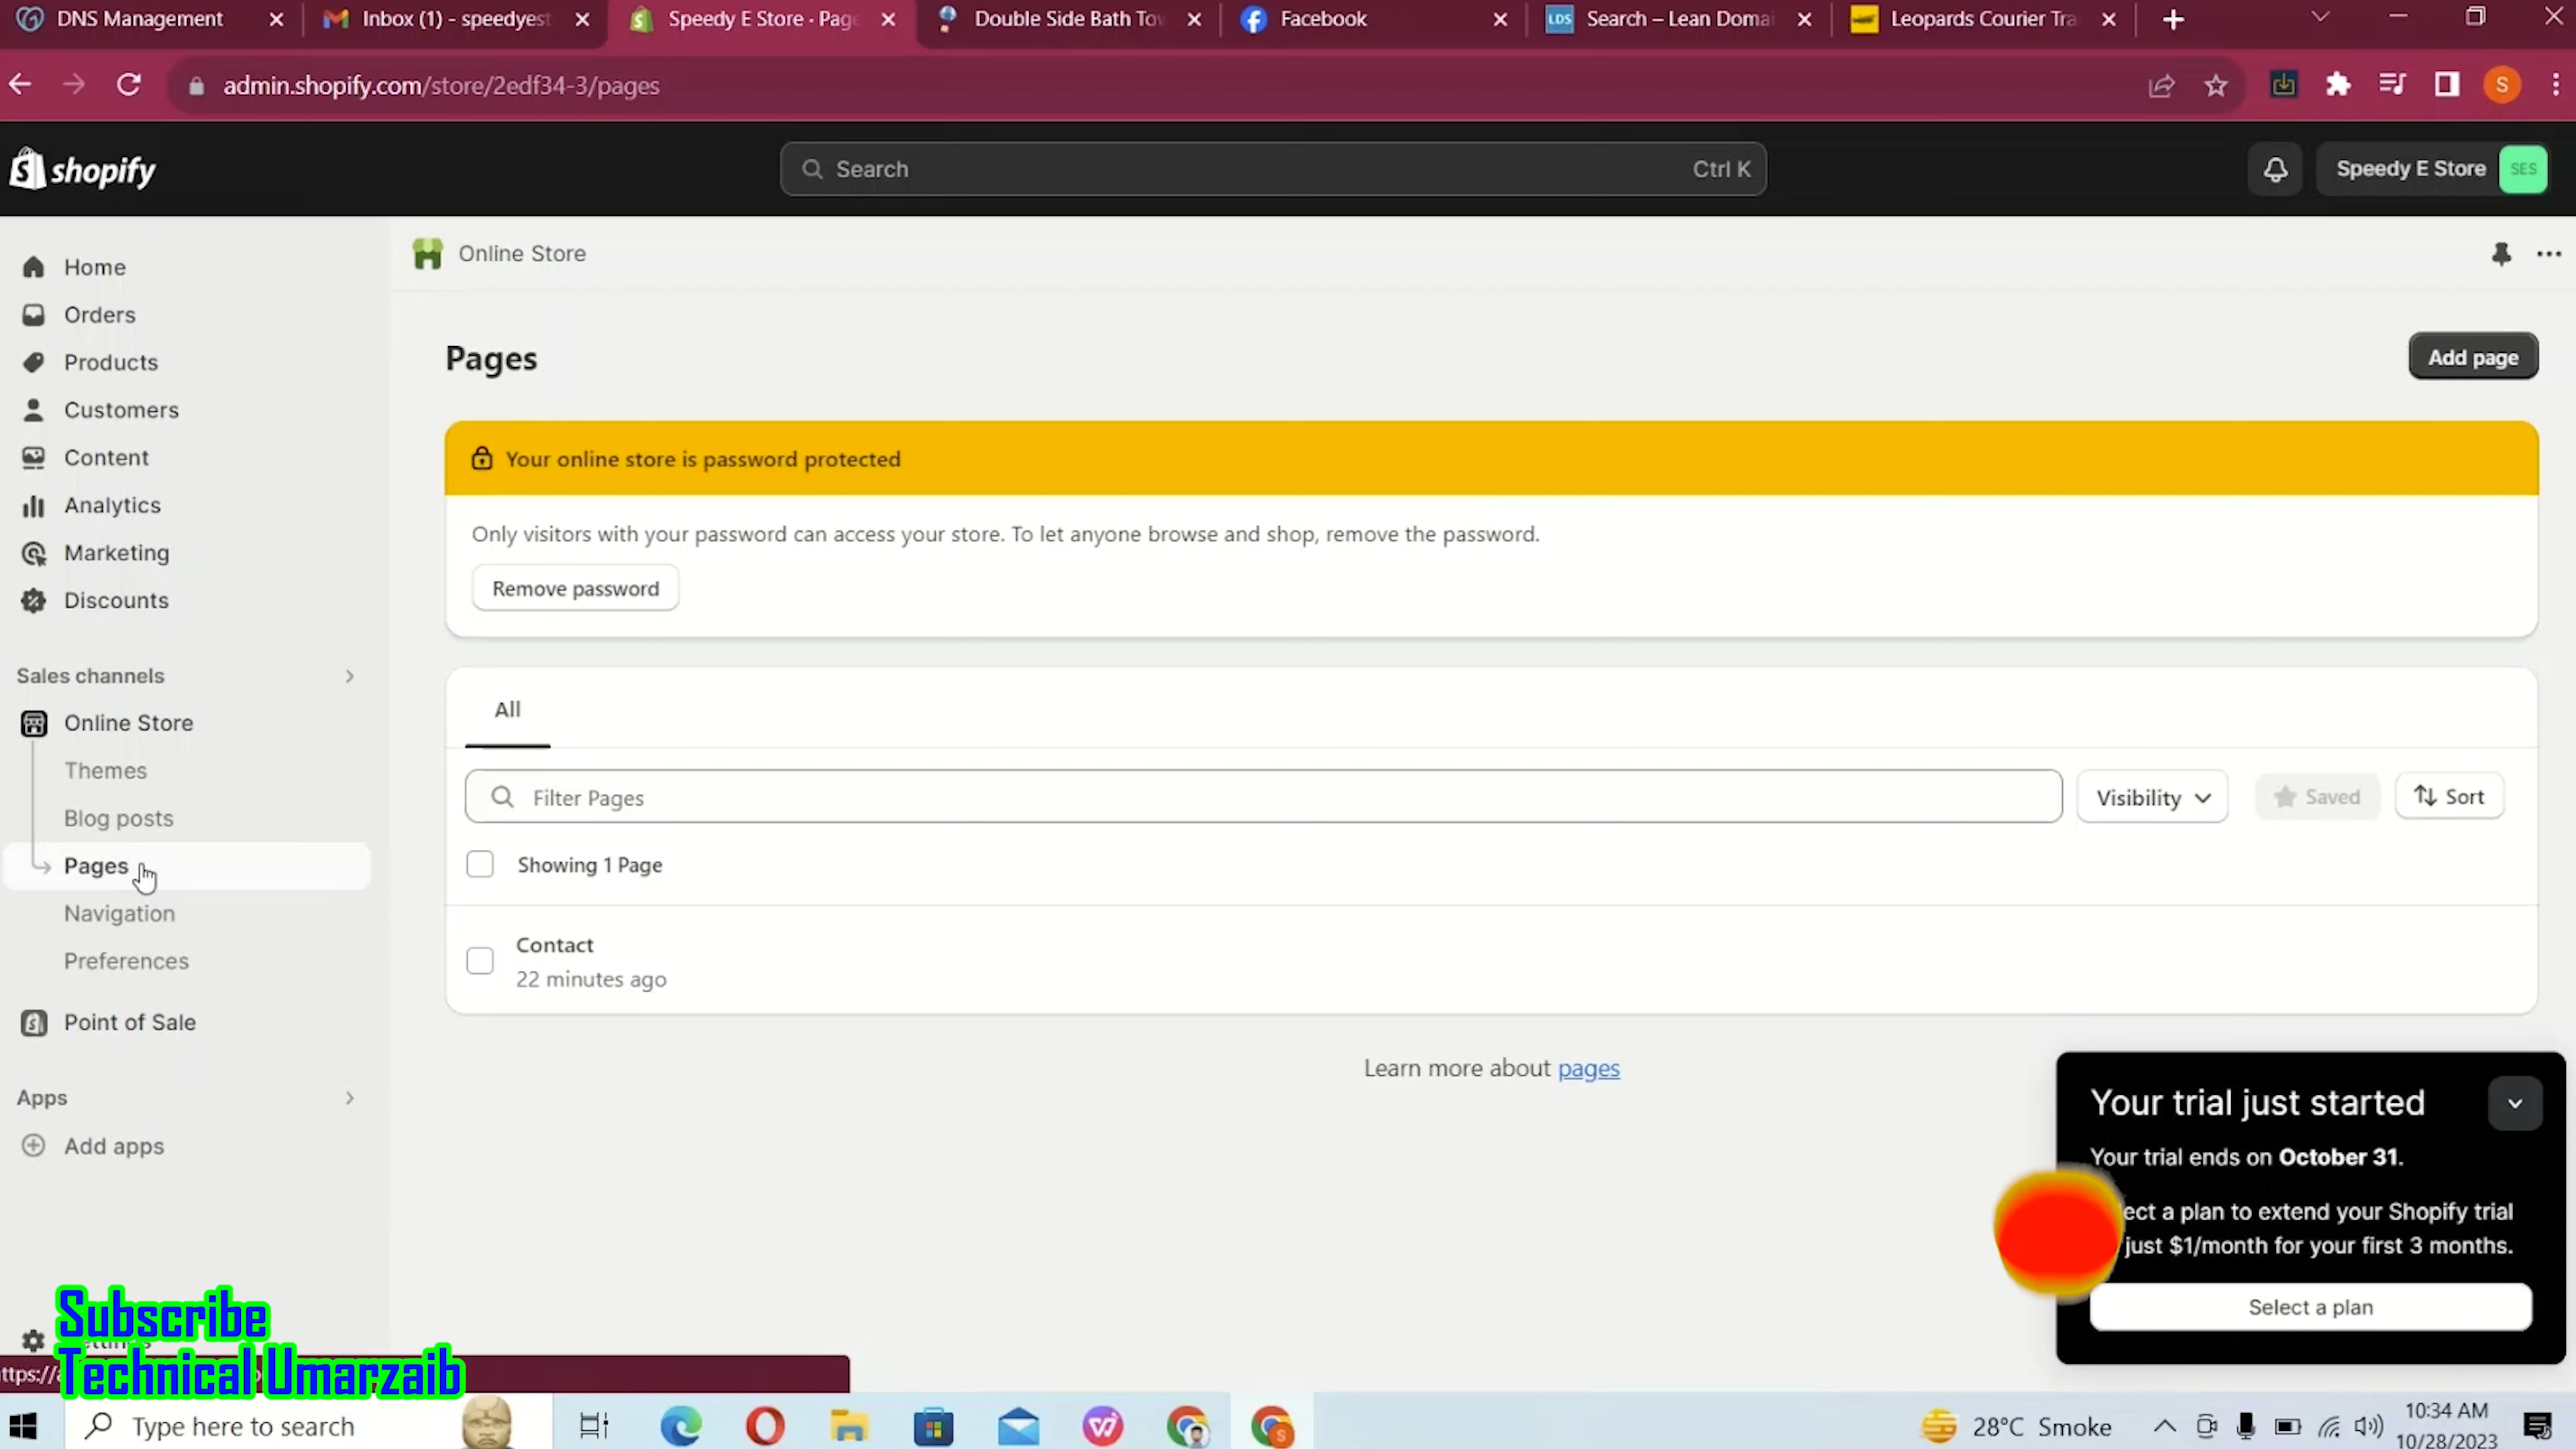 DNS Management
Inbox (1) - speedyest
Speedy E Store · Page
Double Side Bath Tov
Facebook
Search – Lean Domai
Leopards Courier Tra
admin.shopify.com/store/2edf34-3/pages
shopify
Search
Ctrl K
Speedy E Store
SES
Home
Orders
Products
Customers
Content
Analytics
Marketing
Discounts
Sales channels
Online Store
Themes
Blog posts
Pages
Navigation
Preferences
Point of Sale
Apps
Add apps
Online Store
Pages
Add page
Your online store is password protected
Only visitors with your password can access your store. To let anyone browse and shop, remove the password.
Remove password
All
Filter Pages
Visibility
Saved
Sort
Showing 1 Page
Contact
22 minutes ago
Learn more about pages
Your trial just started
Your trial ends on October 31.
ect a plan to extend your Shopify trial
just $1/month for your first 3 months.
Select a plan
Subscribe
Technical Umarzaib
Type here to search
28°C Smoke
10:34 AM
10/28/2023